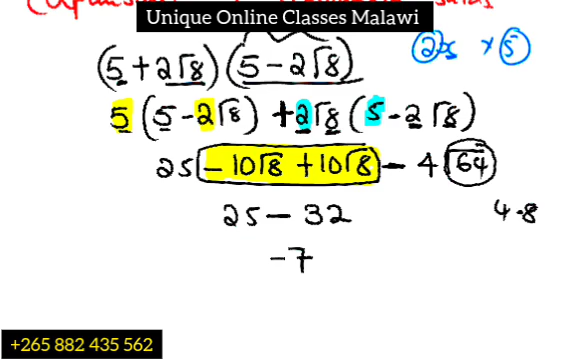 Unique Online Classes Malawi
(5+2√8)(5-2√8)
2x × 5
5(5-2√8) +2√8(5-2√8)
25 -10√8 +10√8 - 4√64
25 - 32
4·8
-7
+265 882 435 562